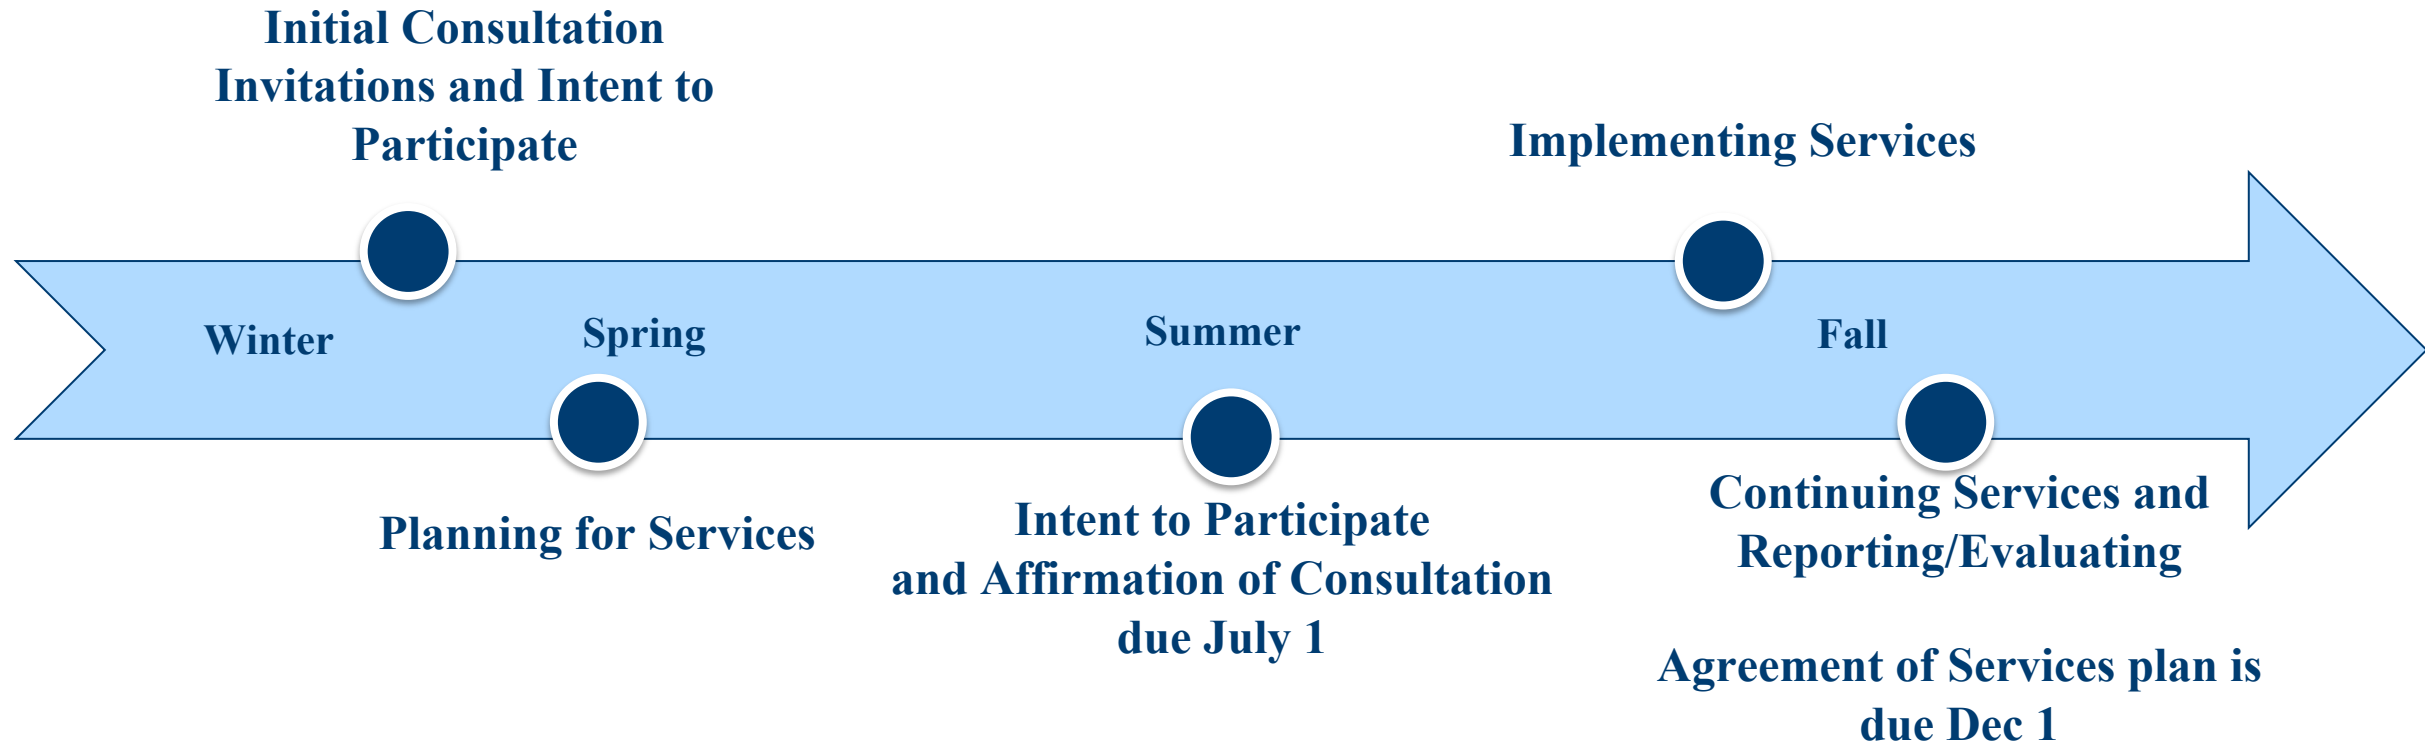 Initial Consultation
Invitations and Intent to
Participate
Implementing Services
Winter
Spring
Summer
Fall
Planning for Services
Intent to Participate
and Affirmation of Consultation
due July 1
Continuing Services and
Reporting/Evaluating
Agreement of Services plan is
due Dec 1